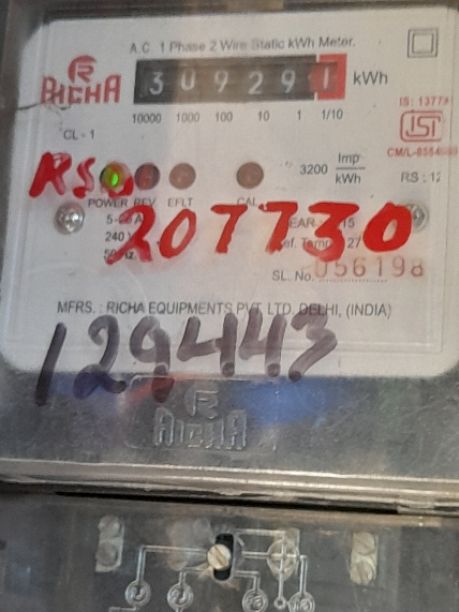 A.C. 1 Phase 2 Wire Static kWh Meter.
RICHA
309291 kWh
10000 1000 100 10 1 1/10
IS: 13779
ISI
CL - 1
3200 Imp/kWh
CM/L-
RS : 12
POWER REV EFLT CAL
240 V
207730
SL. No. 056198
MFRS. : RICHA EQUIPMENTS PVT. LTD. DELHI, (INDIA)
129443
RICHA